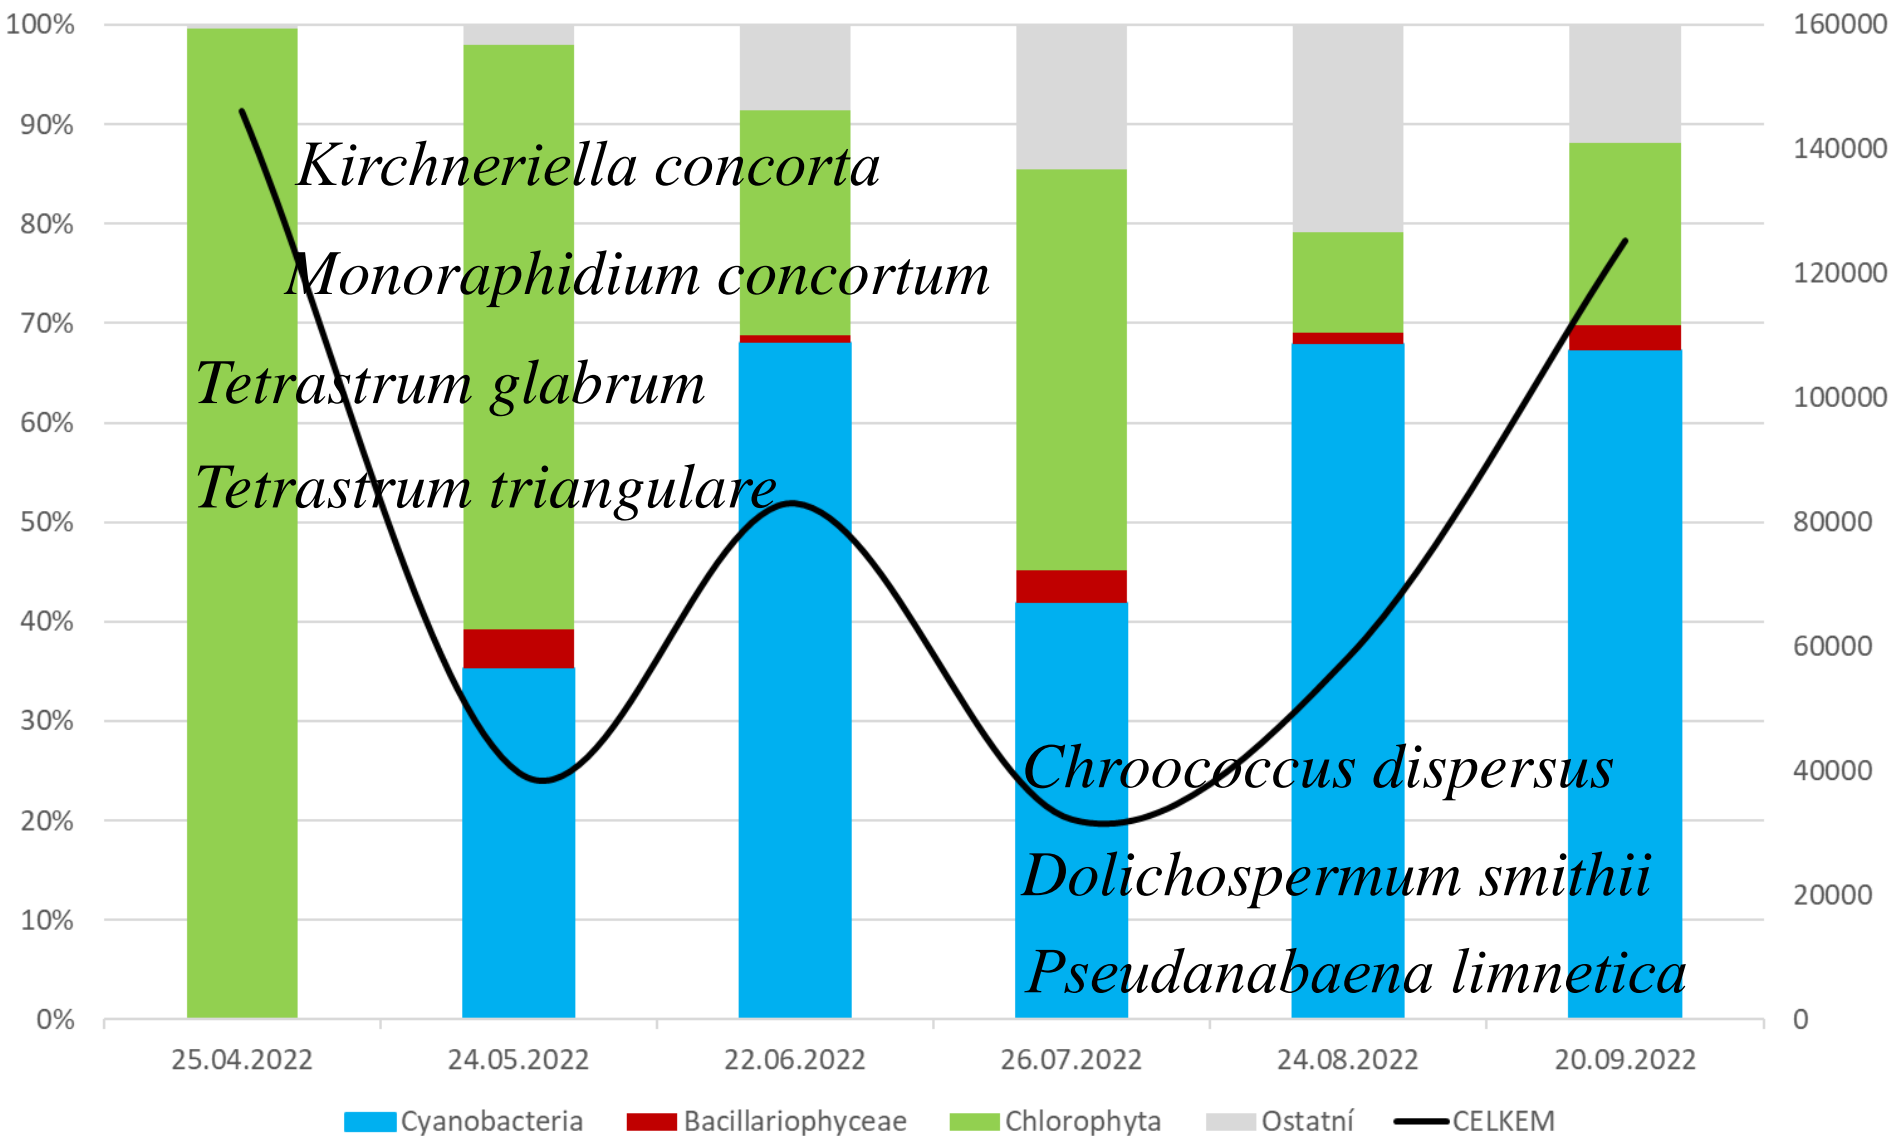 100%
160000
90%
140000
Kirchneriella concorta
80%
120000
Monoraphidium concortum
70%
100000
Tetrastrum glabrum
60%
Tetrastrum triangulare
50%
80000
40%
60000
30%
Chroococcus dispersus
40000
20%
Dolichospermum smithii
20000
10%
Pseudanabaena limnetica
0%
0
25.04.2022 24.05.2022 22.06.2022 26.07.2022 24.08.2022 20.09.2022
Cyanobacteria Bacillariophyceae Chlorophyta Ostatní CELKEM